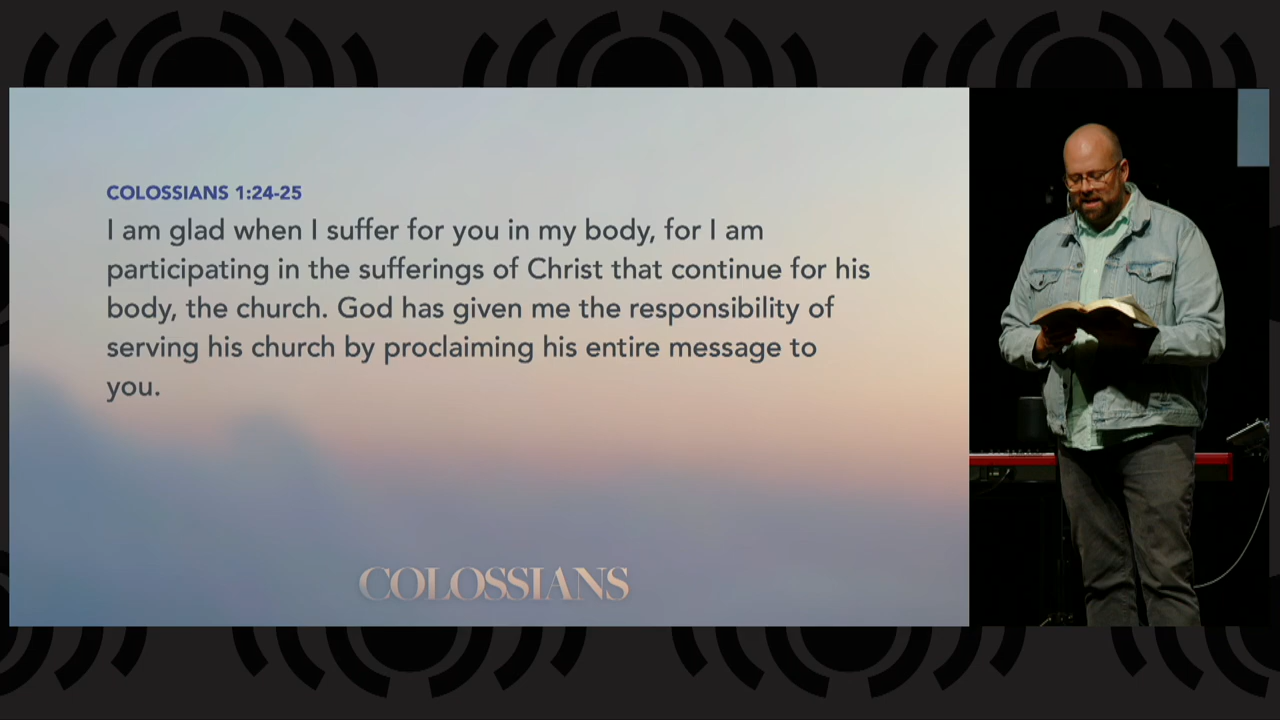 COLOSSIANS 1:24-25
I am glad when I suffer for you in my body, for I am
participating in the sufferings of Christ that continue for his
body, the church. God has given me the responsibility of
serving his church by proclaiming his entire message to
you.
COLOSSIANS